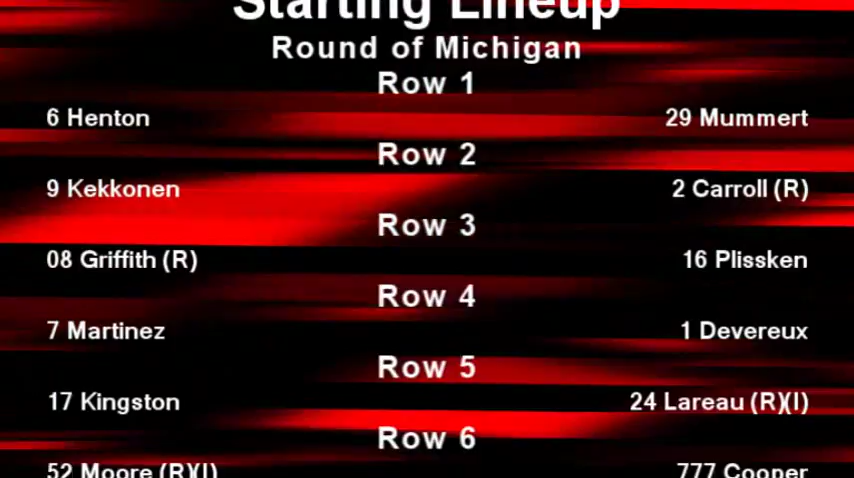 Starting Lineup
Round of Michigan
Row 1
6 Henton 29 Mummert
Row 2
9 Kekkonen 2 Carroll (R)
Row 3
08 Griffith (R) 16 Plissken
Row 4
7 Martinez 1 Devereux
Row 5
17 Kingston 24 Lareau (R)(I)
Row 6
52 Moore (R)(I) 777 Cooper